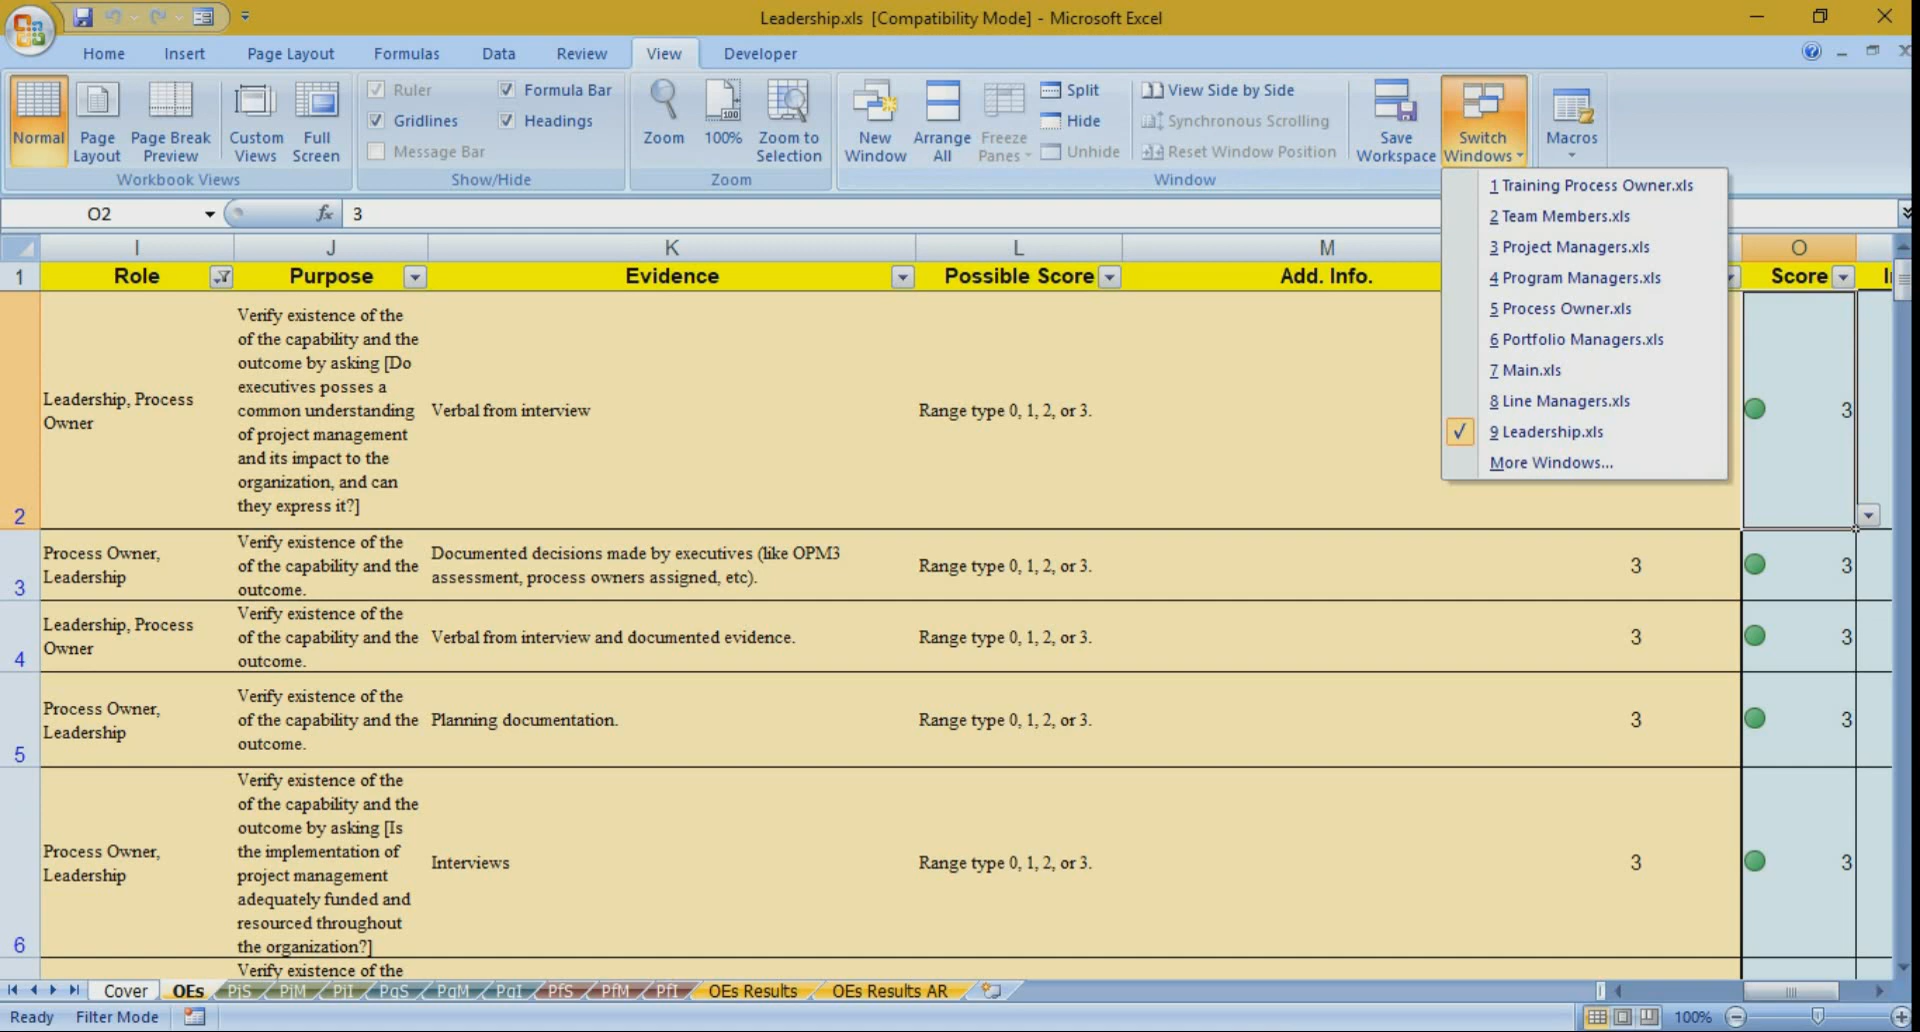 Leadership.xls [Compatibility Mode] - Microsoft Excel
Home Insert Page Layout Formulas Data Review View Developer
Normal
Page Layout
Page Break Preview
Custom Views
Full Screen
Workbook Views
Ruler
Formula Bar
Gridlines
Headings
Message Bar
Show/Hide
Zoom
100
100%
Zoom to Selection
Zoom
New Window
Arrange All
Freeze Panes
Split
Hide
Unhide
View Side by Side
Synchronous Scrolling
Reset Window Position
Window
Save Workspace
Switch Windows
Macros
1 Training Process Owner.xls
2 Team Members.xls
3 Project Managers.xls
4 Program Managers.xls
5 Process Owner.xls
6 Portfolio Managers.xls
7 Main.xls
8 Line Managers.xls
9 Leadership.xls
More Windows...
O2 fx 3
I J K L M O
1 Role Purpose Evidence Possible Score Add. Info. Score
Verify existence of the
of the capability and the
outcome by asking [Do
executives posses a
common understanding
of project management
and its impact to the
organization, and can
they express it?]
Leadership, Process
Owner
Verbal from interview
Range type 0, 1, 2, or 3.
3
2
Process Owner,
Leadership
Verify existence of the
of the capability and the
outcome.
Documented decisions made by executives (like OPM3
assessment, process owners assigned, etc).
Range type 0, 1, 2, or 3.
3
3
3
Leadership, Process
Owner
Verify existence of the
of the capability and the
outcome.
Verbal from interview and documented evidence.
Range type 0, 1, 2, or 3.
3
3
4
Process Owner,
Leadership
Verify existence of the
of the capability and the
outcome.
Planning documentation.
Range type 0, 1, 2, or 3.
3
3
5
Process Owner,
Leadership
Verify existence of the
of the capability and the
outcome by asking [Is
the implementation of
project management
adequately funded and
resourced throughout
the organization?]
Interviews
Range type 0, 1, 2, or 3.
3
3
6
Verify existence of the
Cover OEs PjS PjM PjI PgS PgM PgI PfS PfM PfI OEs Results OEs Results AR
Ready Filter Mode 100%